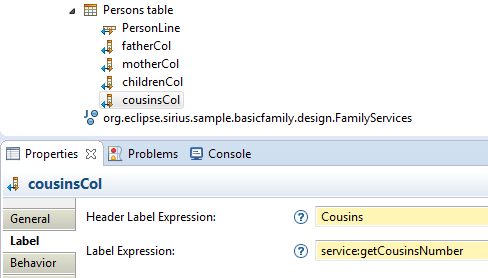 Persons table
PersonLine
fatherCol
motherCol
childrenCol
cousinsCol
org.eclipse.sirius.sample.basicfamily.design.FamilyServices
Properties Problems Console
cousinsCol
General
Header Label Expression: ? Cousins
Label
Label Expression: ? service:getCousinsNumber
Behavior